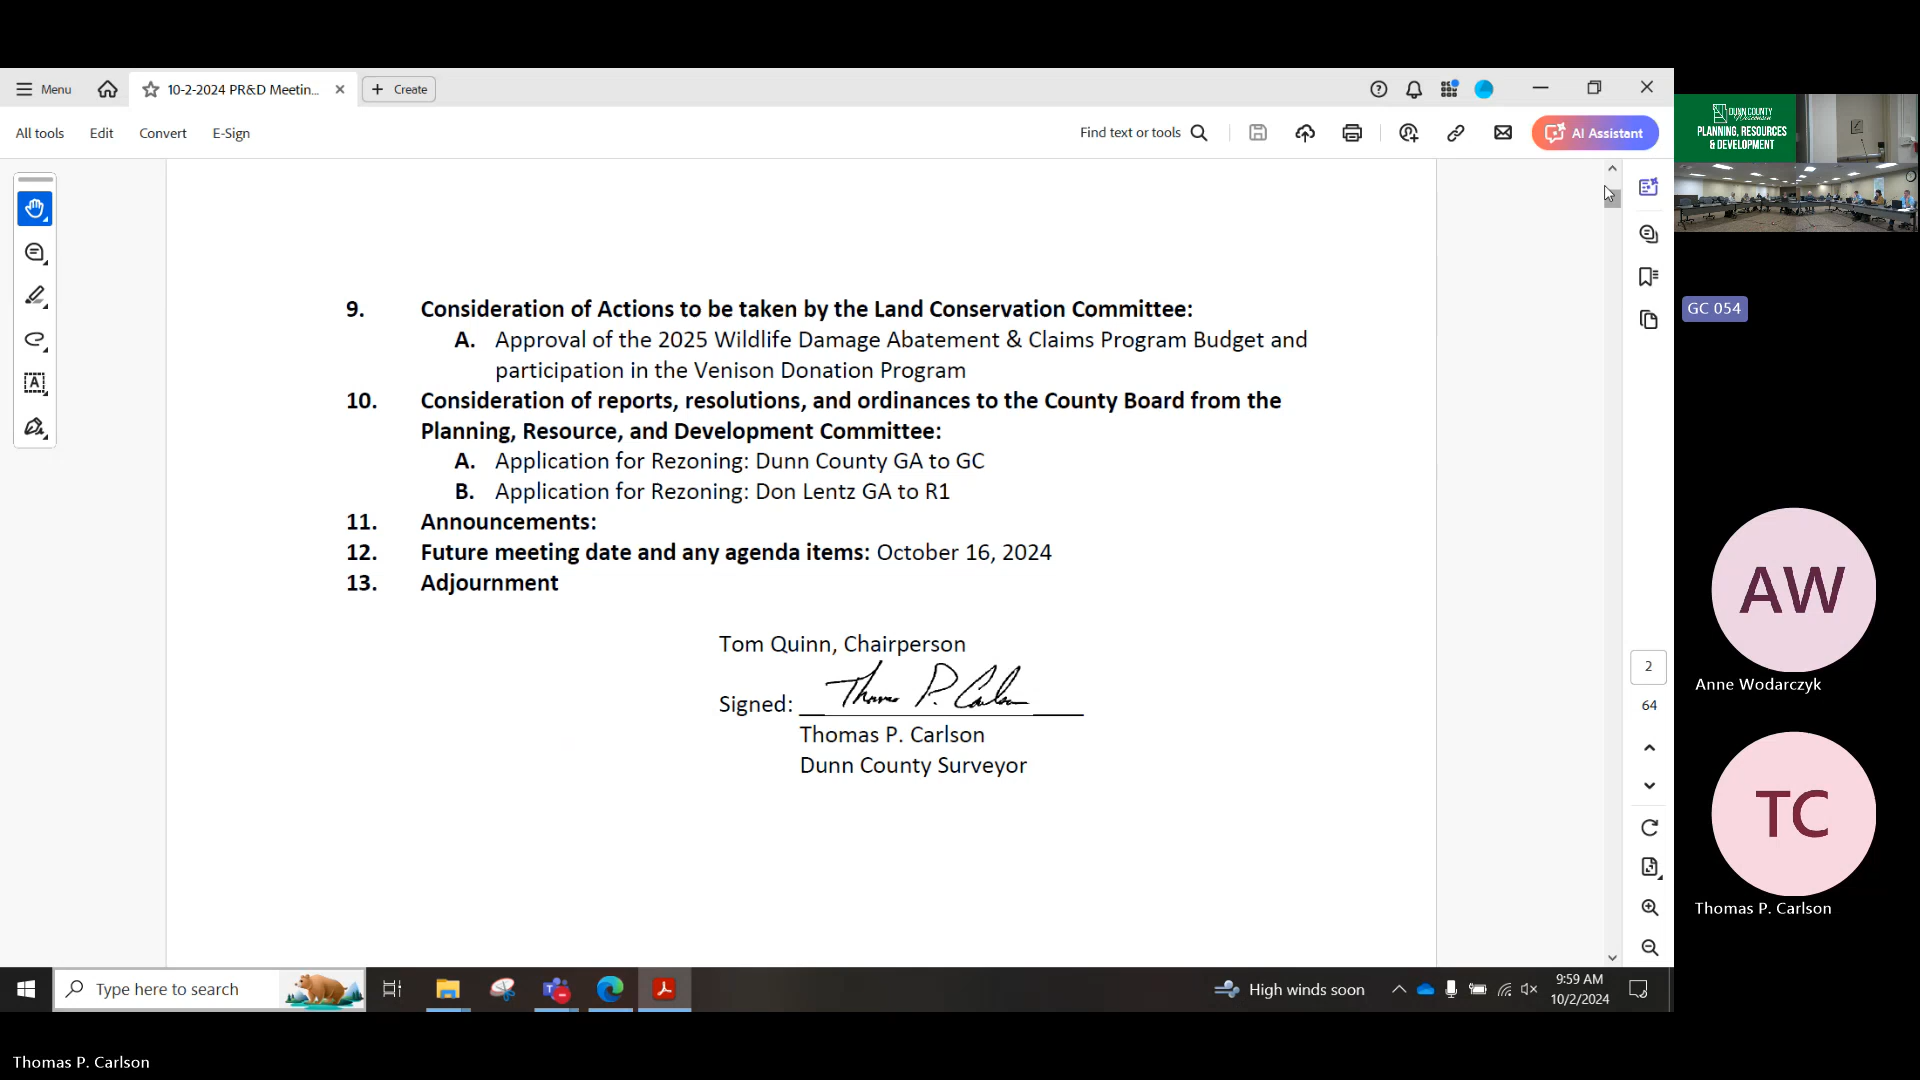 Menu
10-2-2024 PR&D Meetin...
Create
All tools
Edit
Convert
E-Sign
Find text or tools
AI Assistant
9. Consideration of Actions to be taken by the Land Conservation Committee:
A. Approval of the 2025 Wildlife Damage Abatement & Claims Program Budget and
participation in the Venison Donation Program
10. Consideration of reports, resolutions, and ordinances to the County Board from the
Planning, Resource, and Development Committee:
A. Application for Rezoning: Dunn County GA to GC
B. Application for Rezoning: Don Lentz GA to R1
11. Announcements:
12. Future meeting date and any agenda items: October 16, 2024
13. Adjournment
Tom Quinn, Chairperson
Signed: Thomas P. Carlson
Thomas P. Carlson
Dunn County Surveyor
2
64
DUNN COUNTY
Wisconsin
PLANNING, RESOURCES
& DEVELOPMENT
GC 054
AW
Anne Wodarczyk
TC
Thomas P. Carlson
Type here to search
High winds soon
9:59 AM
10/2/2024
Thomas P. Carlson